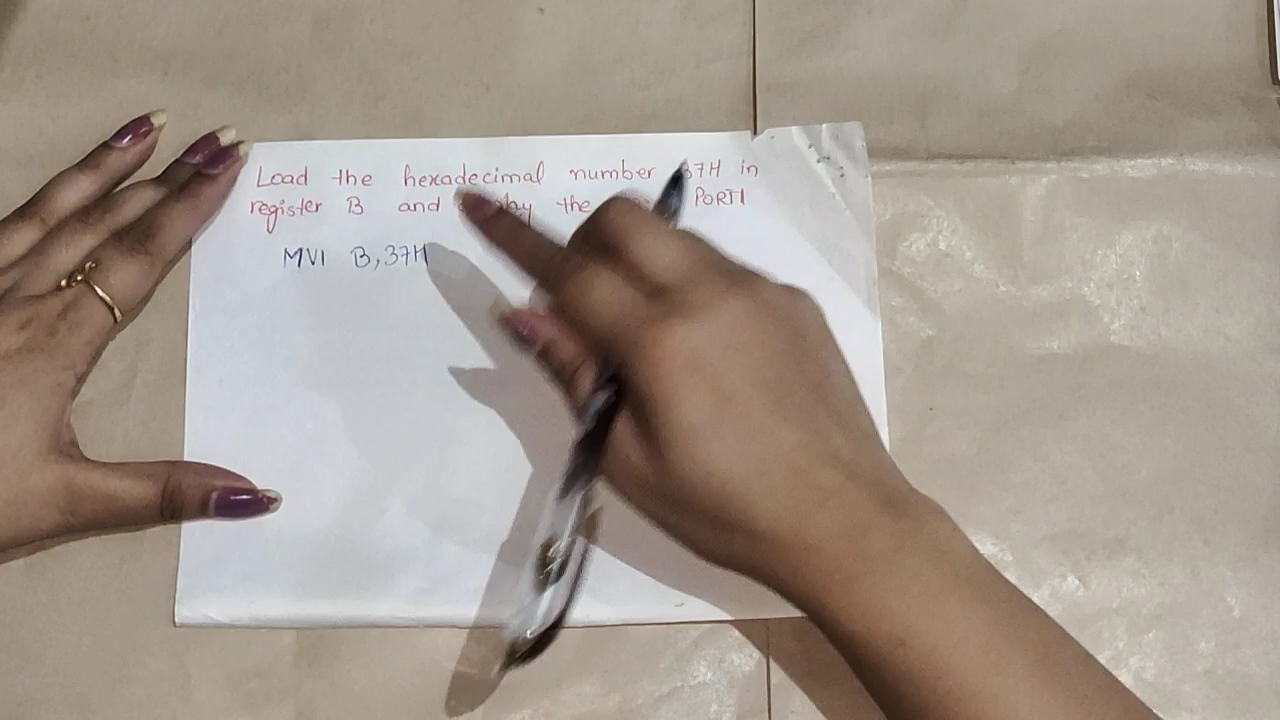 Load the hexadecimal number 37H in
register B and the PORT1
MVI B,37H